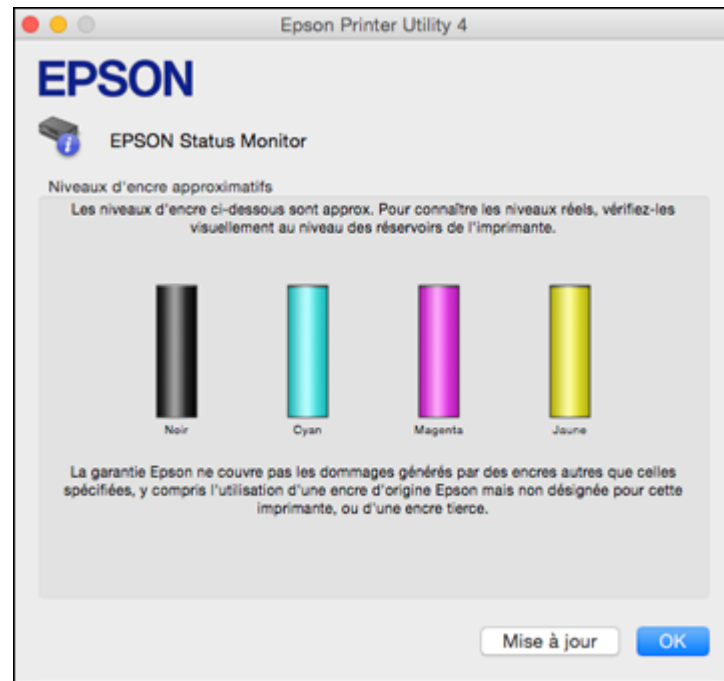 Epson Printer Utility 4
EPSON
EPSON Status Monitor
Niveaux d'encre approximatifs
Les niveaux d'encre ci-dessous sont approx. Pour connaître les niveaux réels, vérifiez-les
visuellement au niveau des réservoirs de l'imprimante.
Noir Cyan Magenta Jaune
La garantie Epson ne couvre pas les dommages générés par des encres autres que celles
spécifiées, y compris l'utilisation d'une encre d'origine Epson mais non désignée pour cette
imprimante, ou d'une encre tierce.
Mise à jour OK